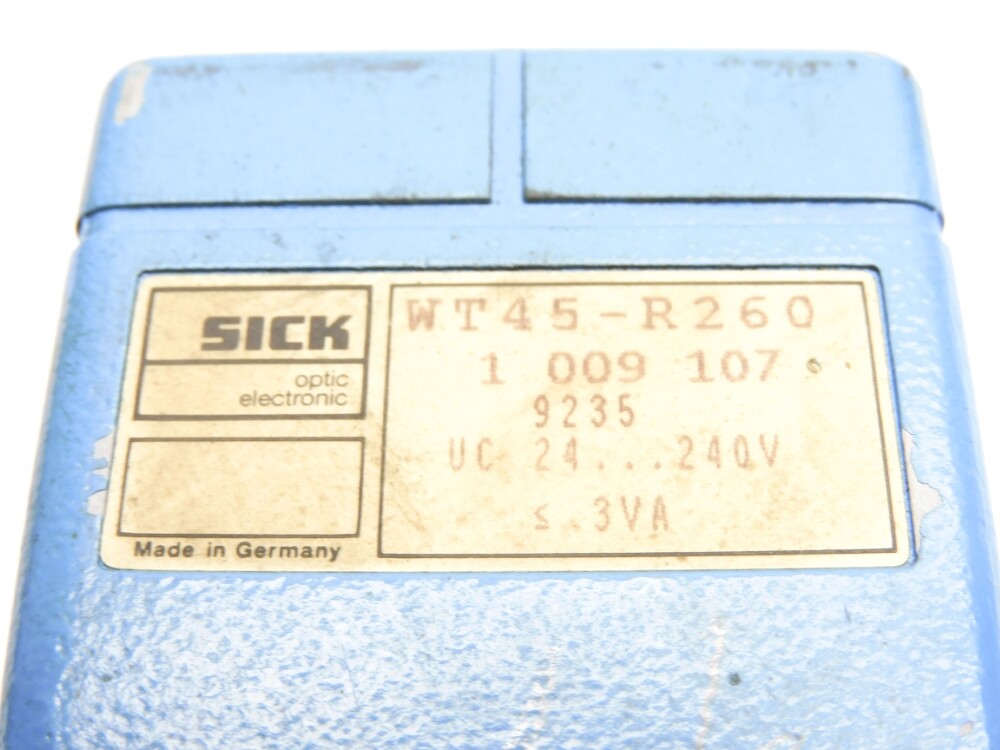 SICK
optic
electronic
Made in Germany
WT45-R260
1 009 107
9235
UC 24...240V
≤ 3VA